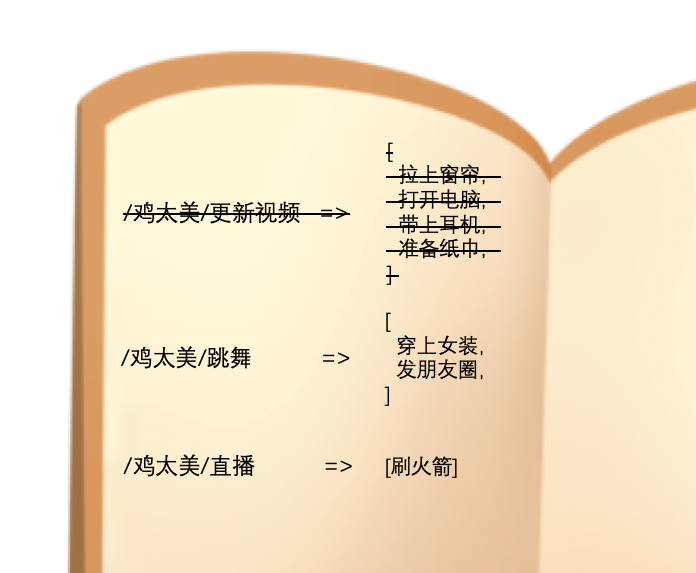 /鸡太美/更新视频 => [
拉上窗帘,
打开电脑,
带上耳机,
准备纸巾,
]
/鸡太美/跳舞 => [
穿上女装,
发朋友圈,
]
/鸡太美/直播 => [刷火箭]